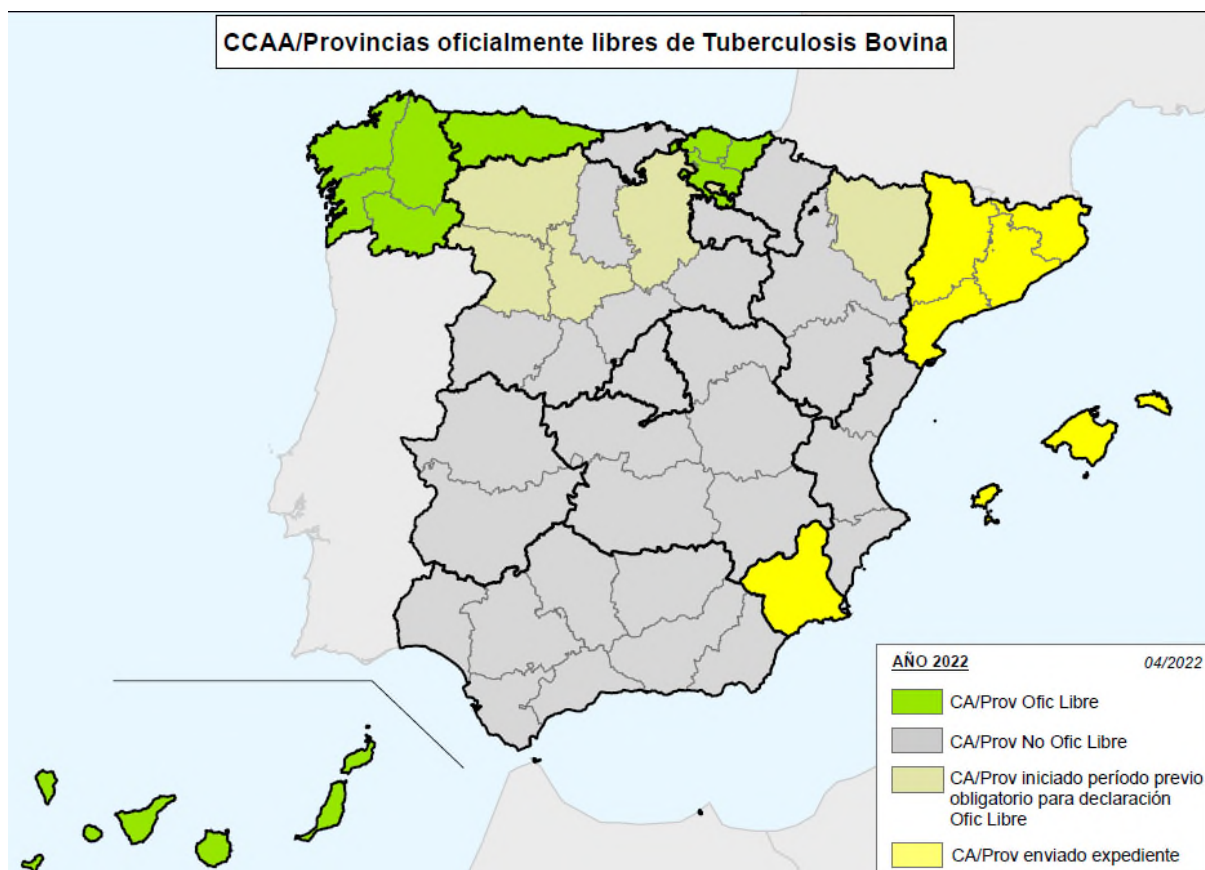 CCAA/Provincias oficialmente libres de Tuberculosis Bovina
AÑO 2022 04/2022
CA/Prov Ofic Libre
CA/Prov No Ofic Libre
CA/Prov iniciado período previo
obligatorio para declaración
Ofic Libre
CA/Prov enviado expediente